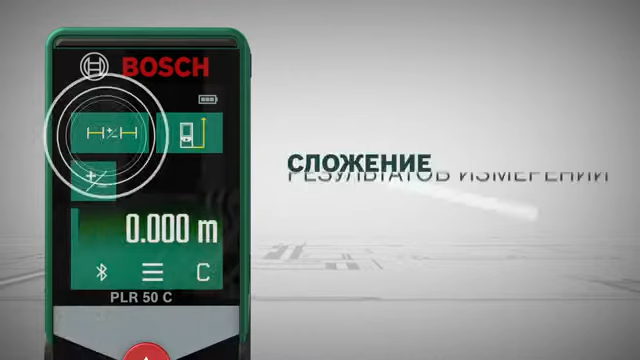 BOSCH
0.000 m
C
PLR 50 C
СЛОЖЕНИЕ
РЕЗУЛЬТАТОВ ИЗМЕРЕНИЙ